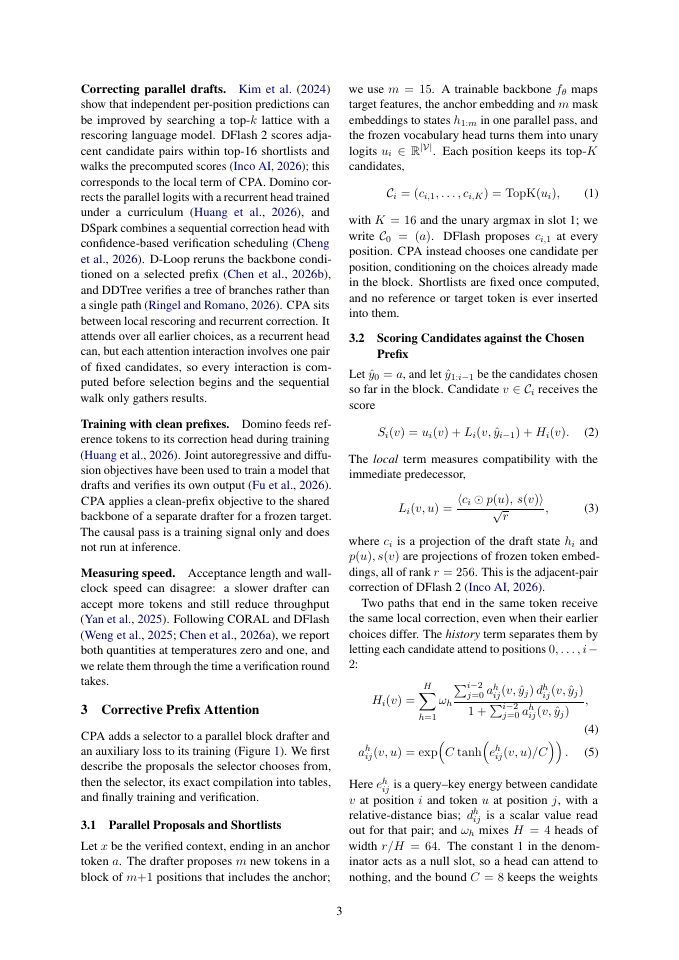 Correcting parallel drafts. Kim et al. (2024)
show that independent per-position predictions can
be improved by searching a top-k lattice with a
rescoring language model. DFlash 2 scores adja-
cent candidate pairs within top-16 shortlists and
walks the precomputed scores (Inco AI, 2026); this
corresponds to the local term of CPA. Domino cor-
rects the parallel logits with a recurrent head trained
under a curriculum (Huang et al., 2026), and
DSpark combines a sequential correction head with
confidence-based verification scheduling (Cheng
et al., 2026). D-Loop reruns the backbone condi-
tioned on a selected prefix (Chen et al., 2026b),
and DDTree verifies a tree of branches rather than
a single path (Ringel and Romano, 2026). CPA sits
between local rescoring and recurrent correction. It
attends over all earlier choices, as a recurrent head
can, but each attention interaction involves one pair
of fixed candidates, so every interaction is com-
puted before selection begins and the sequential
walk only gathers results.
Training with clean prefixes. Domino feeds ref-
erence tokens to its correction head during training
(Huang et al., 2026). Joint autoregressive and diffu-
sion objectives have been used to train a model that
drafts and verifies its own output (Fu et al., 2026).
CPA applies a clean-prefix objective to the shared
backbone of a separate drafter for a frozen target.
The causal pass is a training signal only and does
not run at inference.
Measuring speed. Acceptance length and wall-
clock speed can disagree: a slower drafter can
accept more tokens and still reduce throughput
(Yan et al., 2025). Following CORAL and DFlash
(Weng et al., 2025; Chen et al., 2026a), we report
both quantities at temperatures zero and one, and
we relate them through the time a verification round
takes.
3 Corrective Prefix Attention
CPA adds a selector to a parallel block drafter and
an auxiliary loss to its training (Figure 1). We first
describe the proposals the selector chooses from,
then the selector, its exact compilation into tables,
and finally training and verification.
3.1 Parallel Proposals and Shortlists
Let x be the verified context, ending in an anchor
token a. The drafter proposes m new tokens in a
block of m+1 positions that includes the anchor;
we use m = 15. A trainable backbone f_θ maps
target features, the anchor embedding and m mask
embeddings to states h_{1:m} in one parallel pass, and
the frozen vocabulary head turns them into unary
logits u_i ∈ ℝ^{|𝒱|}. Each position keeps its top-K
candidates,
𝒞_i = (c_{i,1}, . . . , c_{i,K}) = TopK(u_i), (1)
with K = 16 and the unary argmax in slot 1; we
write 𝒞_0 = (a). DFlash proposes c_{i,1} at every
position. CPA instead chooses one candidate per
position, conditioning on the choices already made
in the block. Shortlists are fixed once computed,
and no reference or target token is ever inserted
into them.
3.2 Scoring Candidates against the Chosen
Prefix
Let ŷ_0 = a, and let ŷ_{1:i−1} be the candidates chosen
so far in the block. Candidate v ∈ 𝒞_i receives the
score
S_i(v) = u_i(v) + L_i(v, ŷ_{i−1}) + H_i(v). (2)
The local term measures compatibility with the
immediate predecessor,
L_i(v, u) = ⟨c_i ⊙ p(u), s(v)⟩ / √r, (3)
where c_i is a projection of the draft state h_i and
p(u), s(v) are projections of frozen token embed-
dings, all of rank r = 256. This is the adjacent-pair
correction of DFlash 2 (Inco AI, 2026).
Two paths that end in the same token receive
the same local correction, even when their earlier
choices differ. The history term separates them by
letting each candidate attend to positions 0, . . . , i −
2:
H_i(v) = ∑_{h=1}^{H} ω_h (∑_{j=0}^{i−2} a_{ij}^h(v, ŷ_j) d_{ij}^h(v, ŷ_j)) / (1 + ∑_{j=0}^{i−2} a_{ij}^h(v, ŷ_j)),
(4)
a_{ij}^h(v, u) = exp(C tanh(e_{ij}^h(v, u)/C)). (5)
Here e_{ij}^h is a query–key energy between candidate
v at position i and token u at position j, with a
relative-distance bias; d_{ij}^h is a scalar value read
out for that pair; and ω_h mixes H = 4 heads of
width r/H = 64. The constant 1 in the denom-
inator acts as a null slot, so a head can attend to
nothing, and the bound C = 8 keeps the weights
3